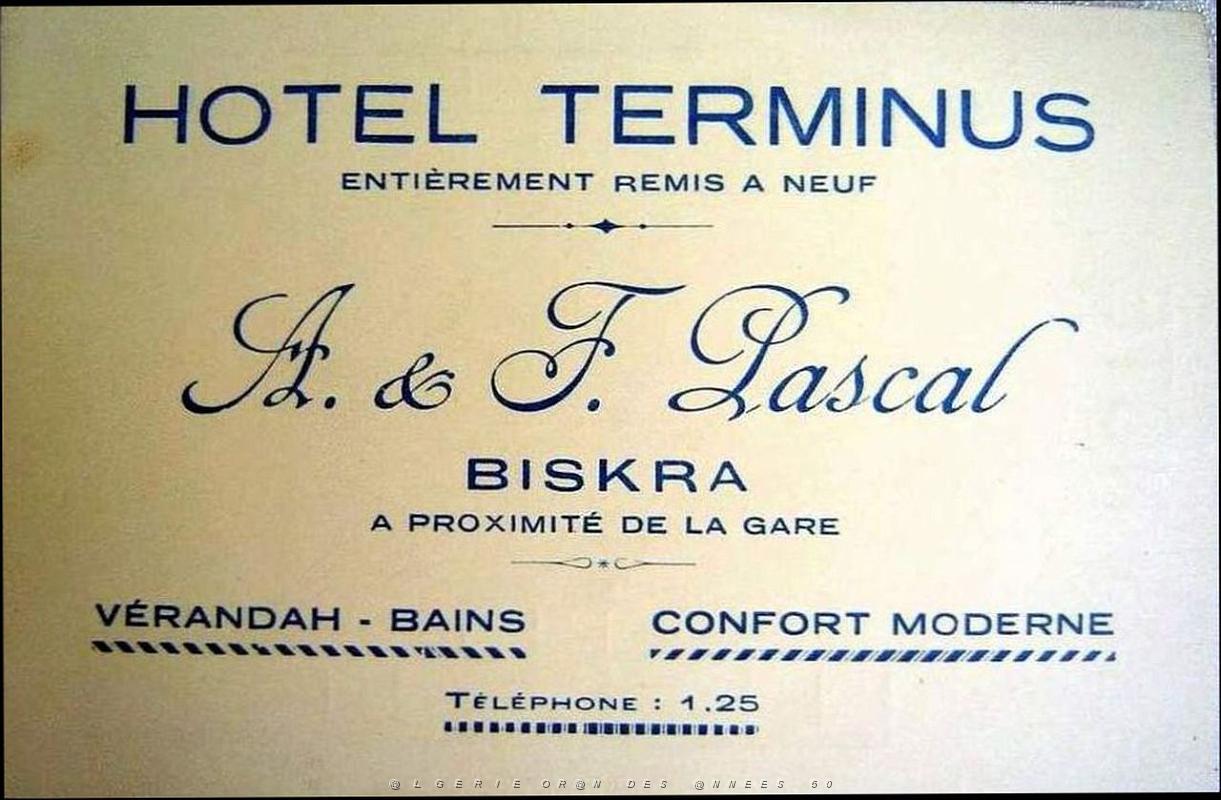 HOTEL TERMINUS
ENTIÈREMENT REMIS A NEUF
A. & F. Pascal
BISKRA
A PROXIMITÉ DE LA GARE
VÉRANDAH - BAINS CONFORT MODERNE
TÉLÉPHONE : 1.25
@LGERIE OR@N DES @NNEES 60